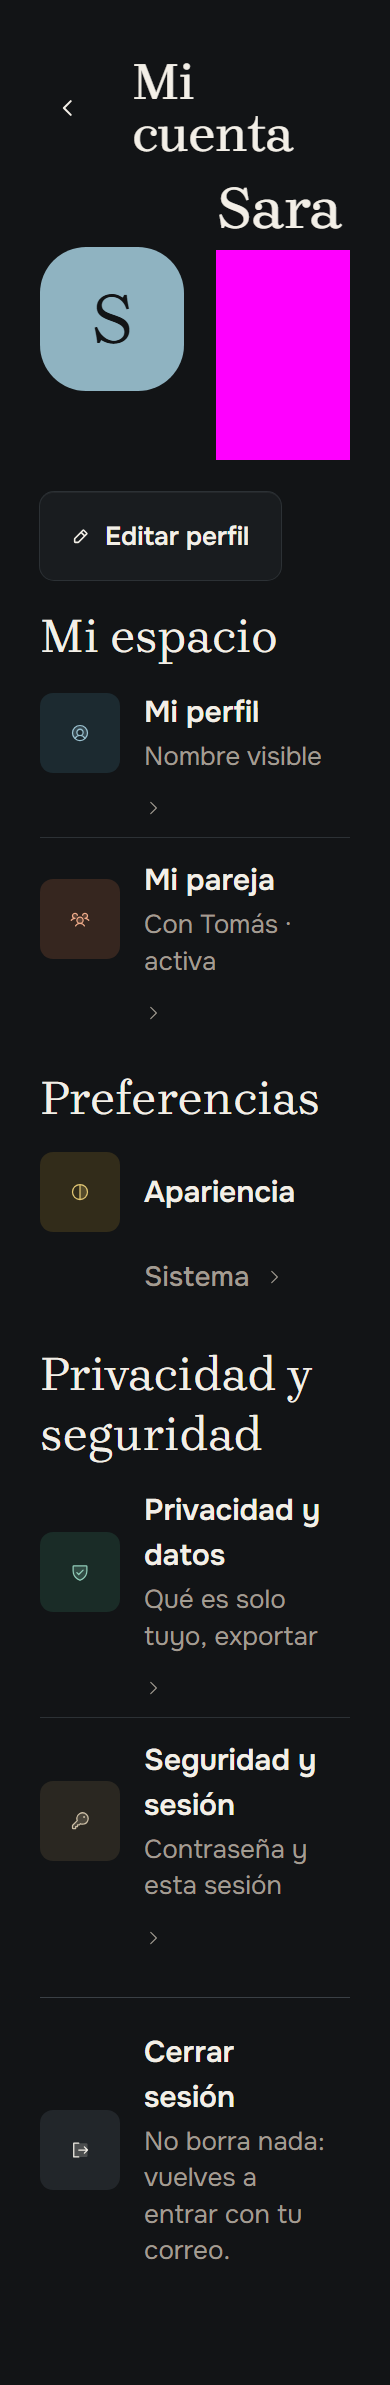 Mi
cuenta
Sara
S
Editar perfil
Mi espacio
Mi perfil
Nombre visible
Mi pareja
Con Tomás ·
activa
Preferencias
Apariencia
Sistema
Privacidad y
seguridad
Privacidad y
datos
Qué es solo
tuyo, exportar
Seguridad y
sesión
Contraseña y
esta sesión
Cerrar
sesión
No borra nada:
vuelves a
entrar con tu
correo.